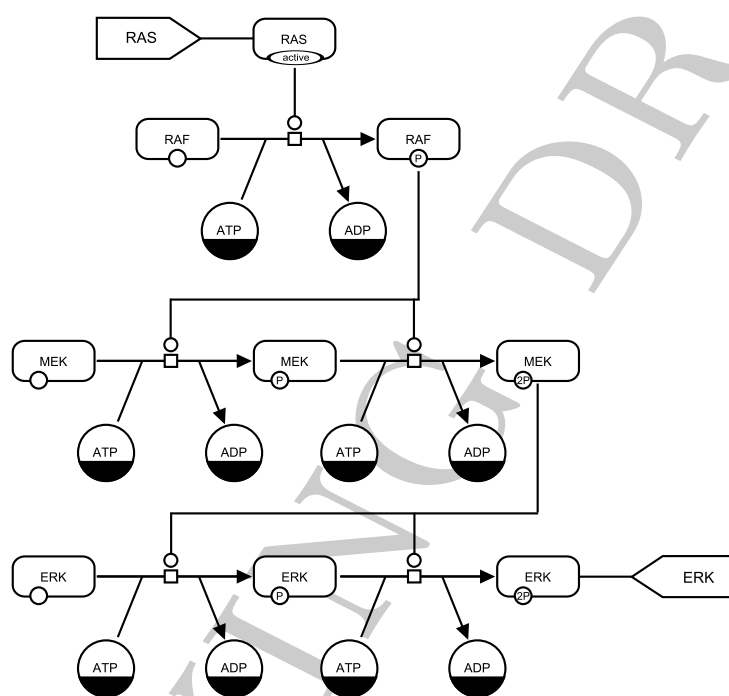 RAS
RAS
active
RAF
RAF
P
ATP
ADP
MEK
MEK
MEK
P
2P
ATP
ADP
ATP
ADP
ERK
ERK
ERK
ERK
P
2P
ATP
ADP
ATP
ADP